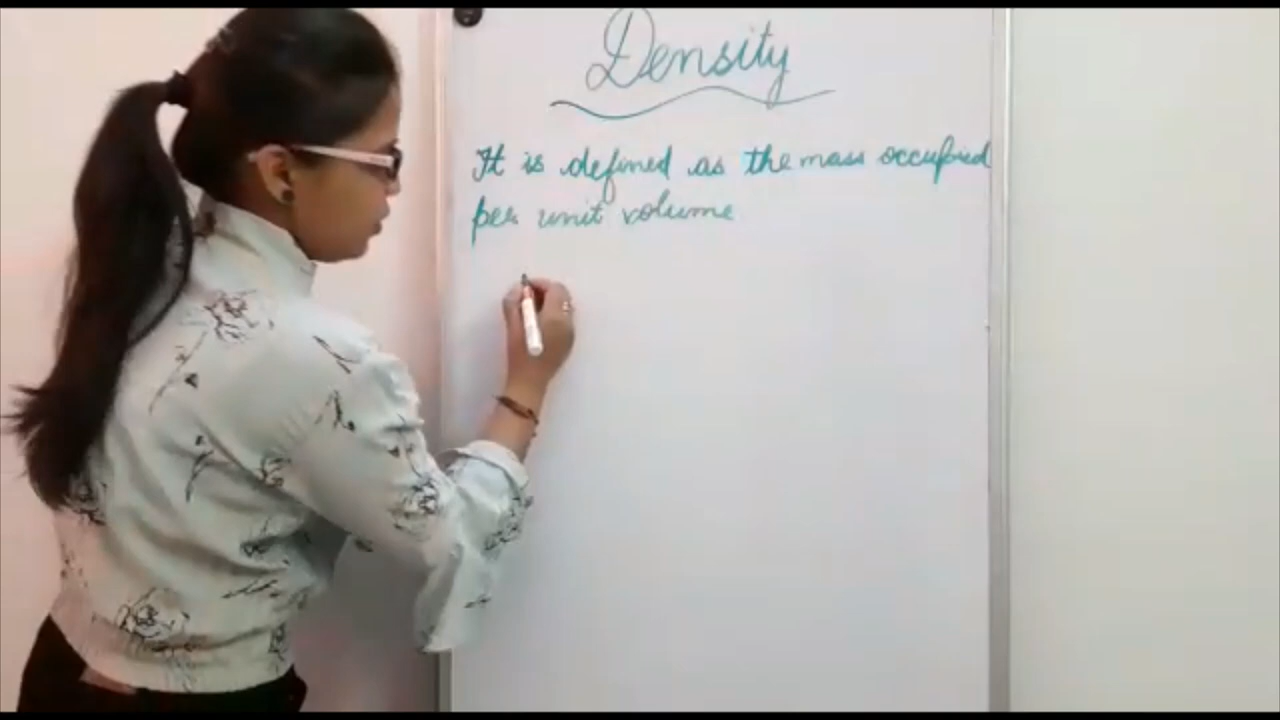 Density
It is defined as the mass occupied
per unit volume